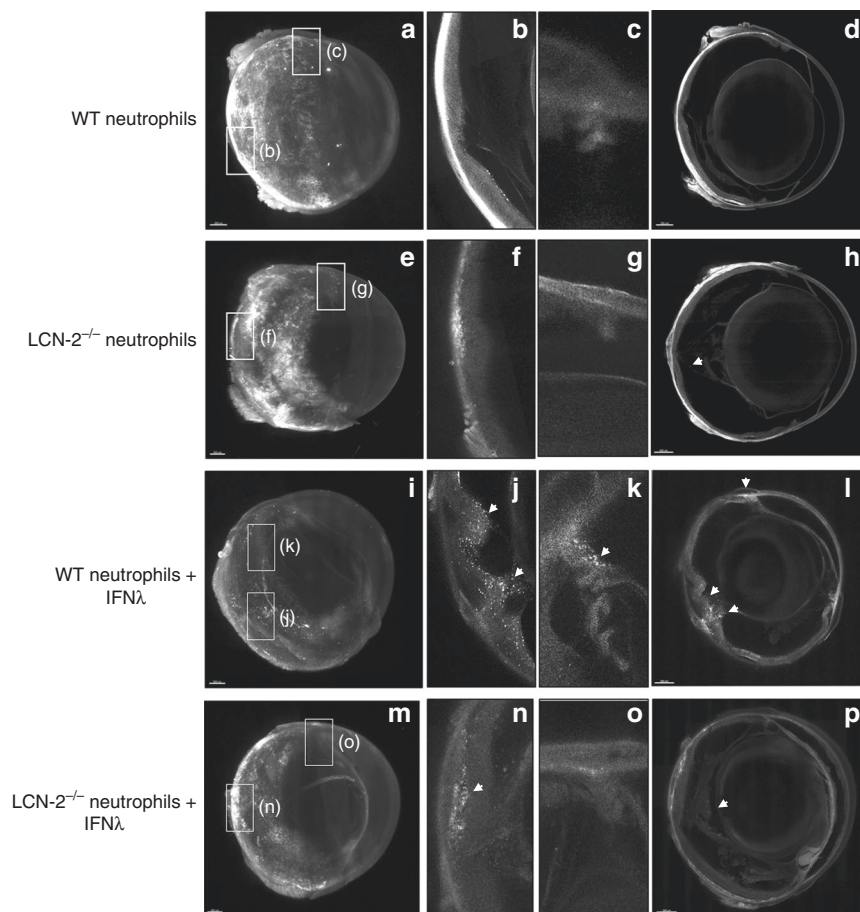 a
b
c
d
(c)
(b)
WT neutrophils
e
f
g
h
(g)
(f)
LCN-2–/– neutrophils
i
j
k
l
(k)
(j)
WT neutrophils +
IFNλ
m
n
o
p
(o)
(n)
LCN-2–/– neutrophils +
IFNλ